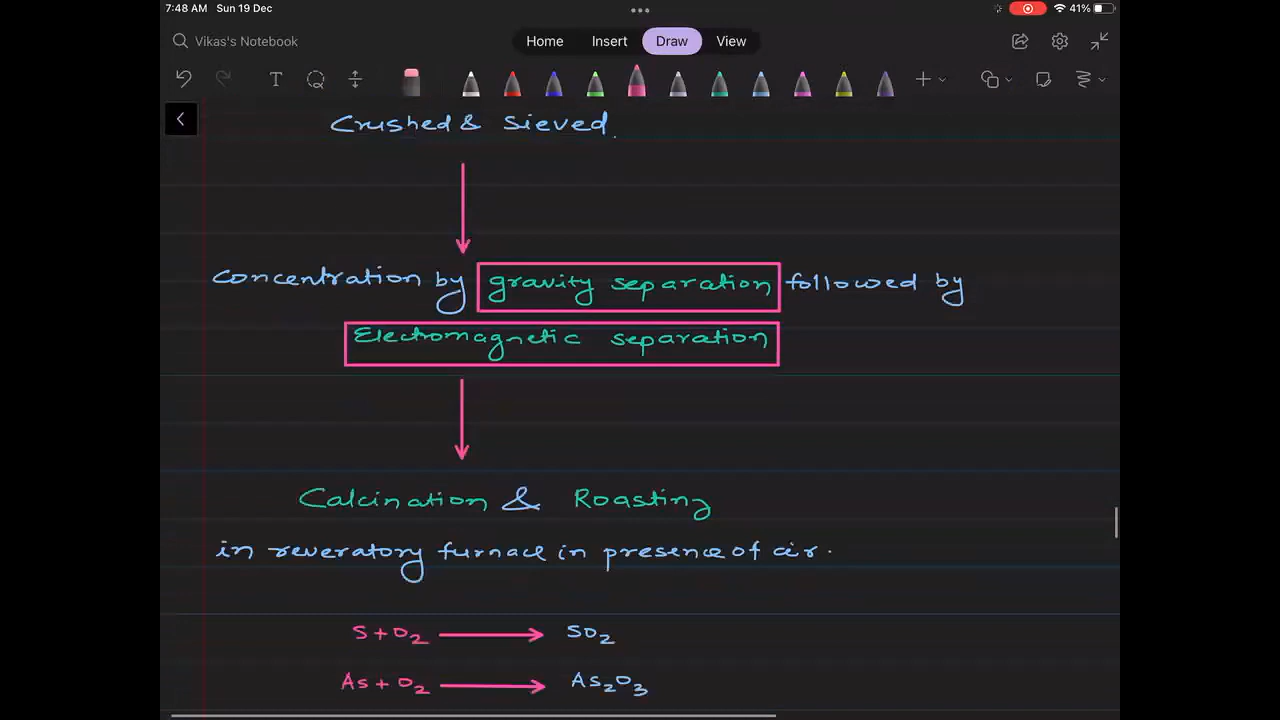 7:48 AM Sun 19 Dec
41%
Vikas's Notebook
Home Insert Draw View
T
Crushed & Sieved.
Concentration by gravity separation followed by
Electromagnetic separation
Calcination & Roasting
in reveratory furnace in presence of air.
S + O₂ ⟶ SO₂
As + O₂ ⟶ As₂O₃